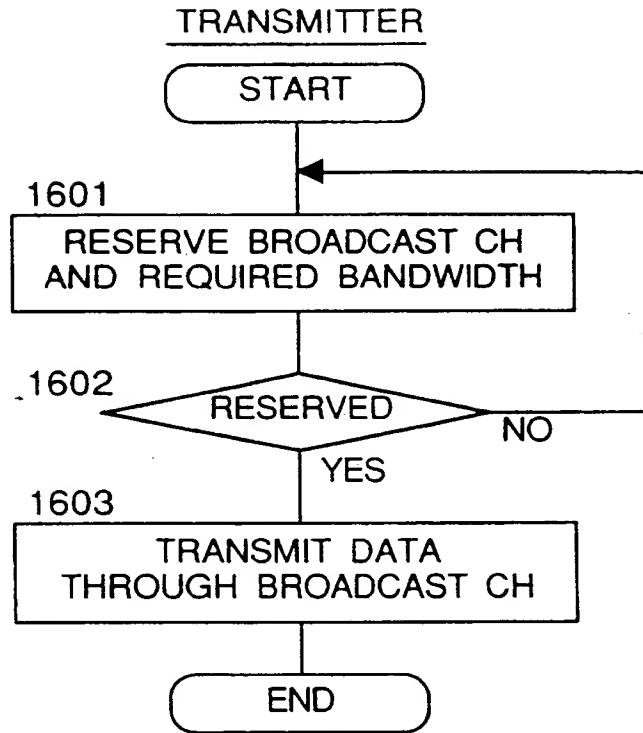 TRANSMITTER
START
1601
RESERVE BROADCAST CH
AND REQUIRED BANDWIDTH
1602
RESERVED
NO
YES
1603
TRANSMIT DATA
THROUGH BROADCAST CH
END